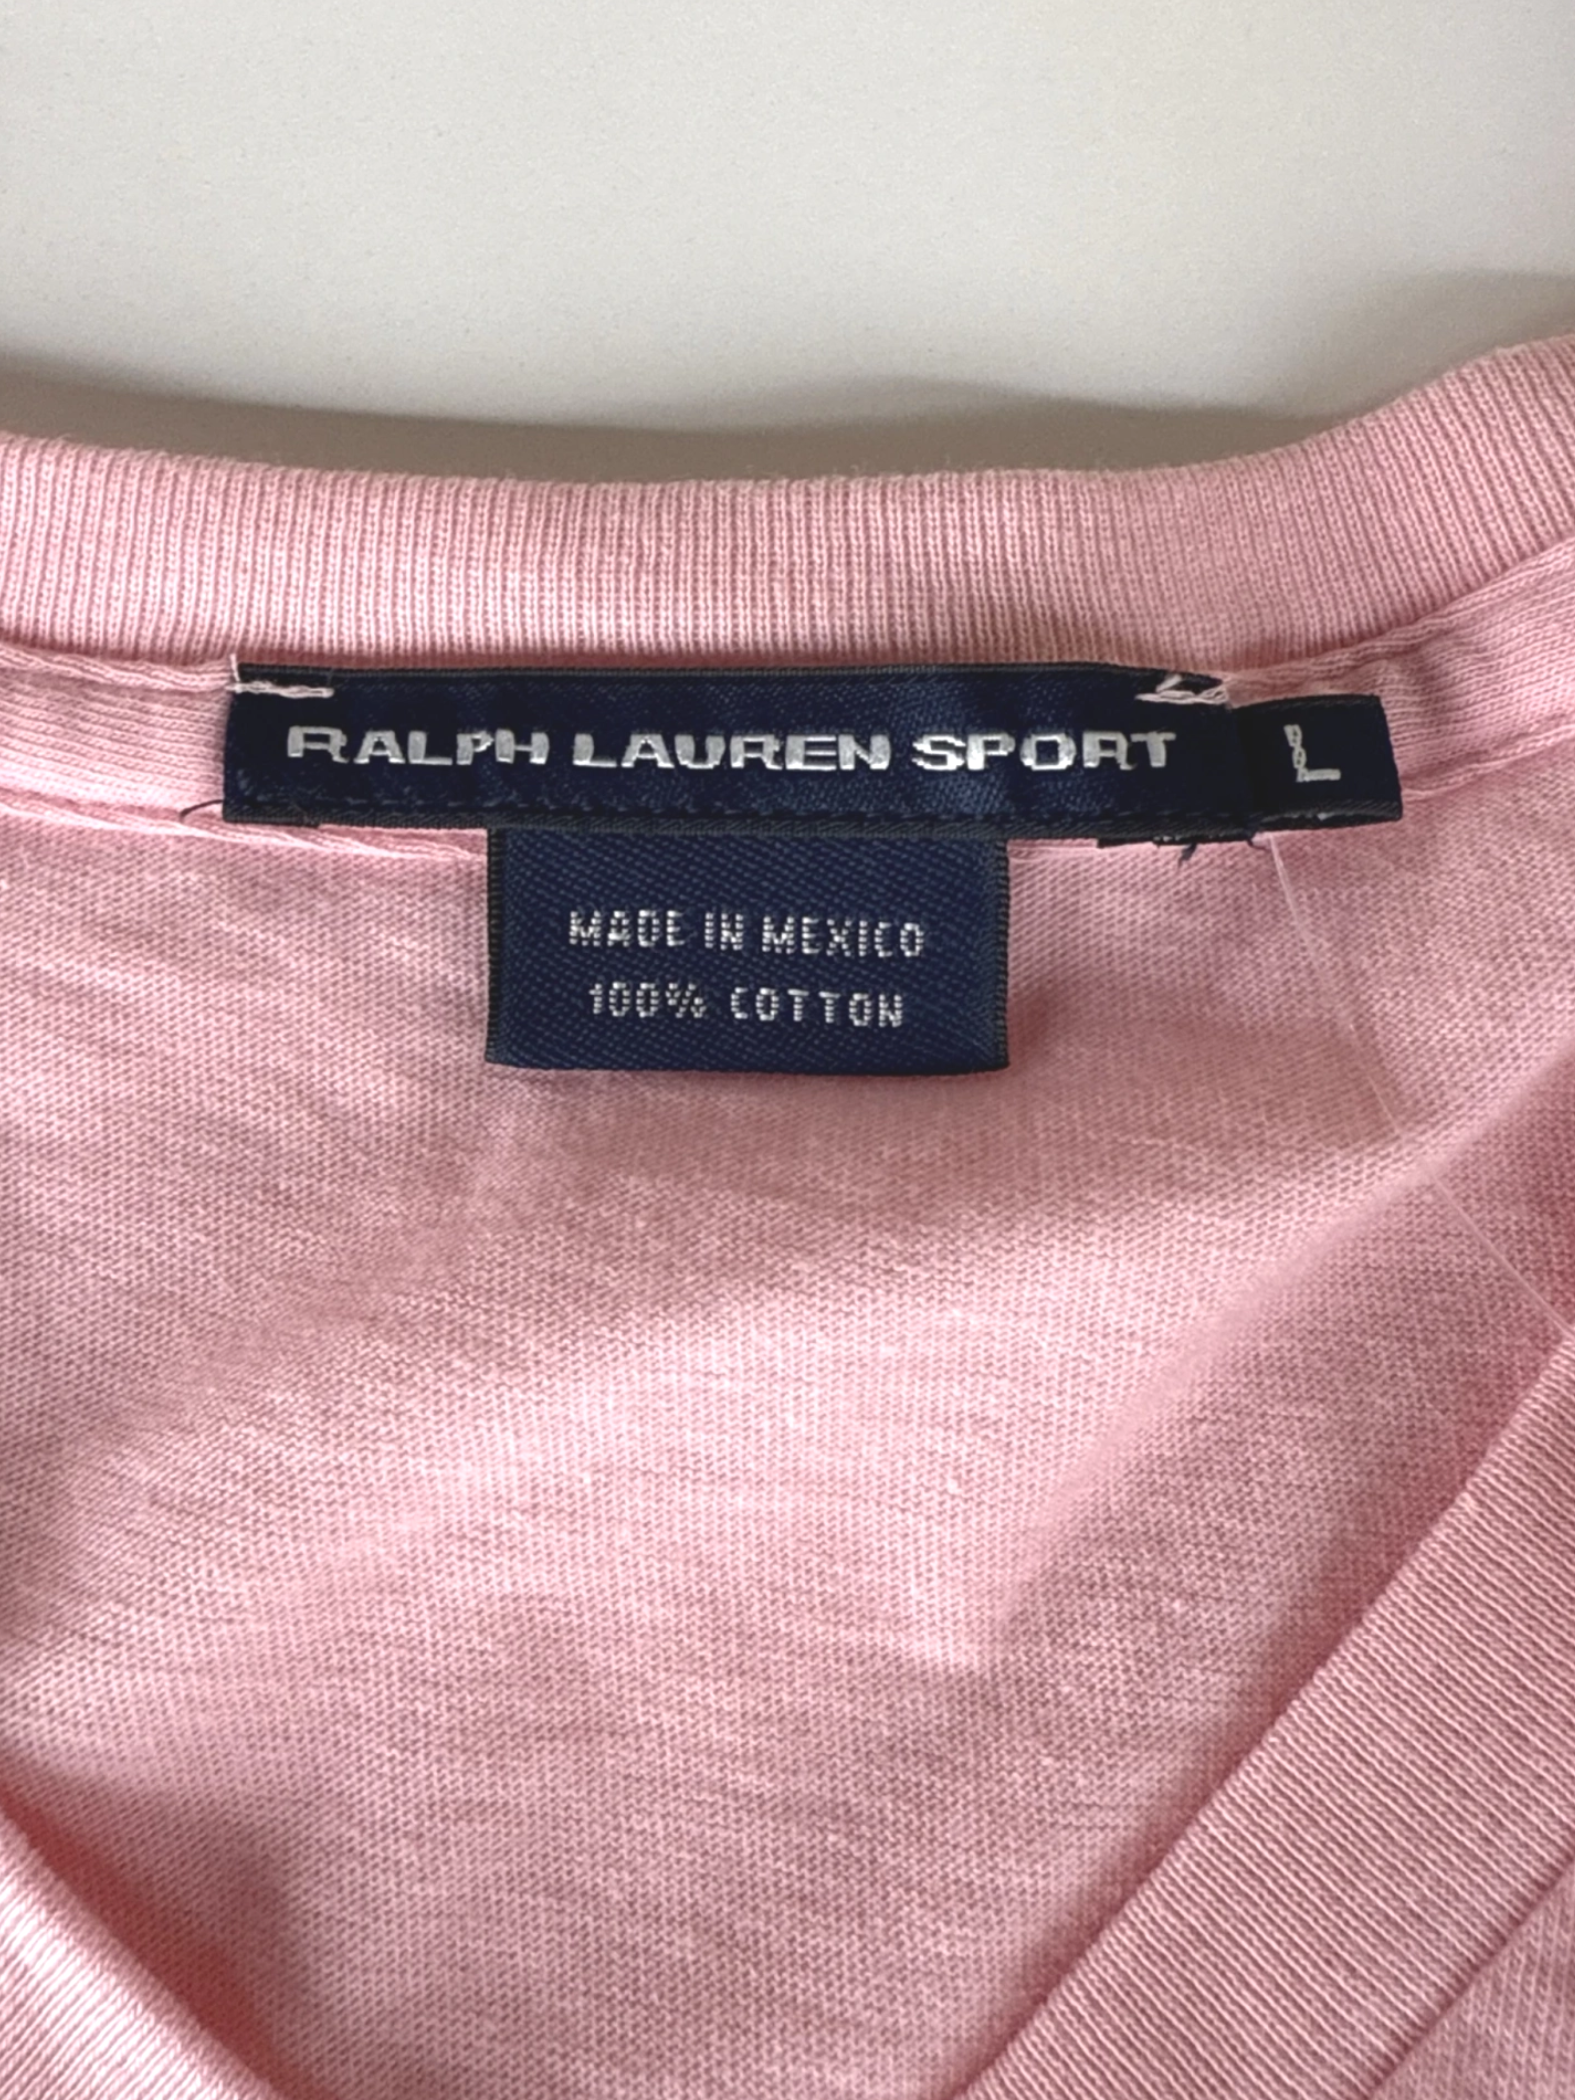 RALPH LAUREN SPORT L
MADE IN MEXICO
100% COTTON